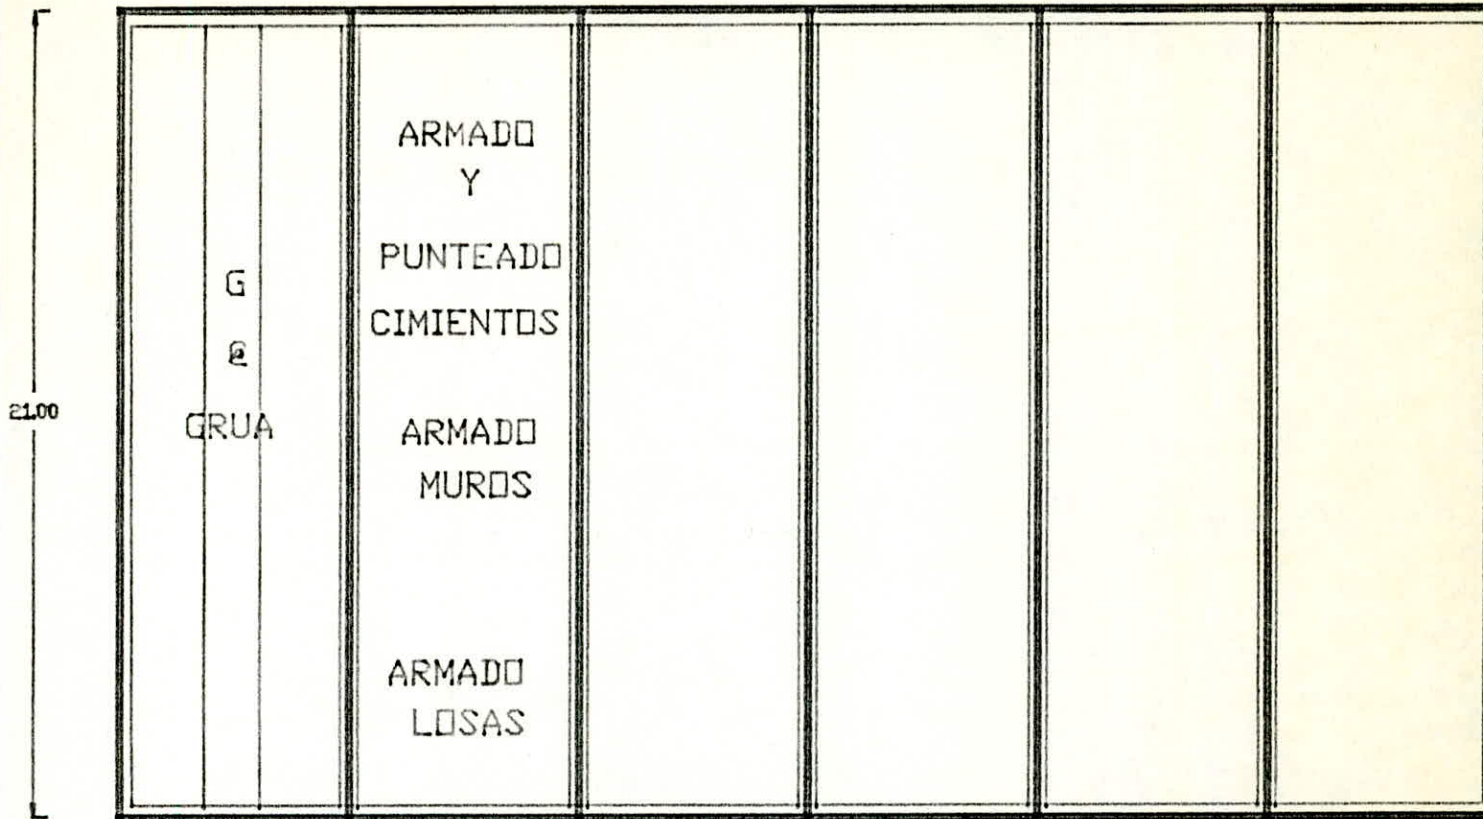 21.00
G
@
GRUA
ARMADO
Y
PUNTEADO
CIMIENTOS
ARMADO
MUROS
ARMADO
LOSAS